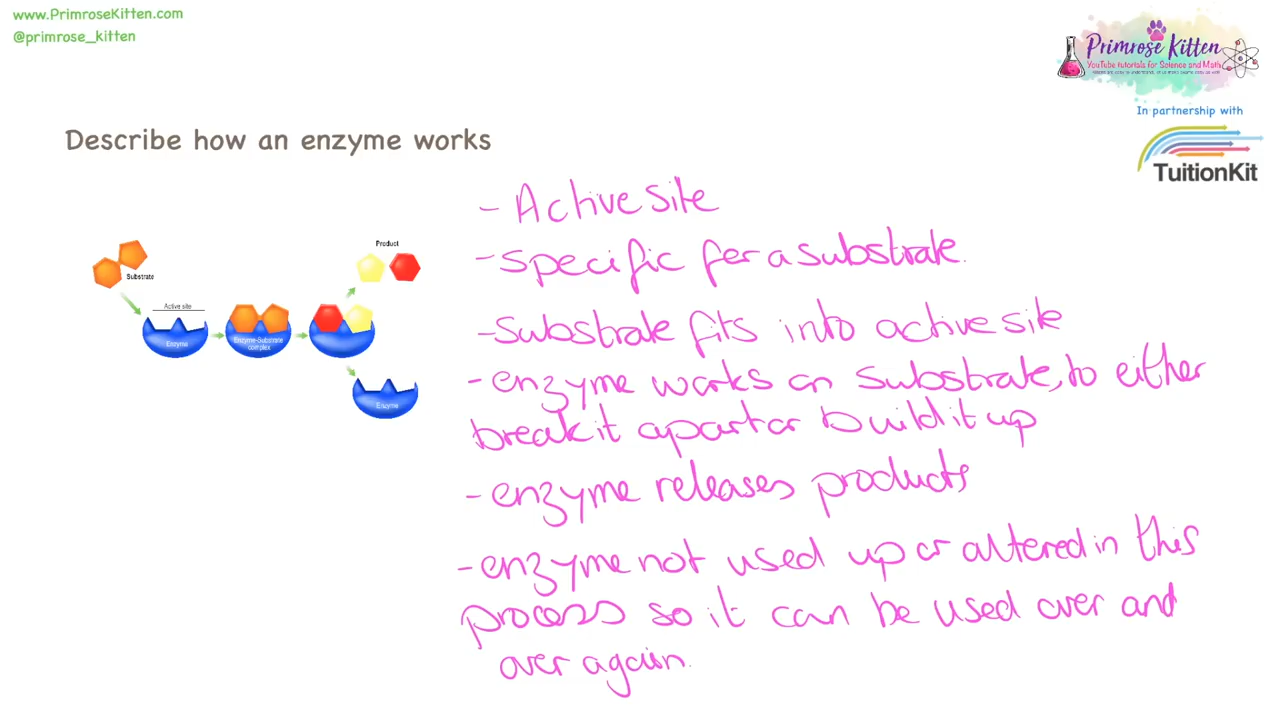 www.PrimroseKitten.com
@primrose_kitten
Primrose Kitten
YouTube tutorials for Science and Math
In partnership with
TuitionKit
Describe how an enzyme works
Substrate
Active site
Enzyme
Enzyme-Substrate
complex
Product
Enzyme
- Active site
- specific for a substrate.
- substrate fits into active site
- enzyme works on substrate, to either
break it apart or build it up
- enzyme releases products
- enzyme not used up or altered in this
process so it can be used over and
over again.